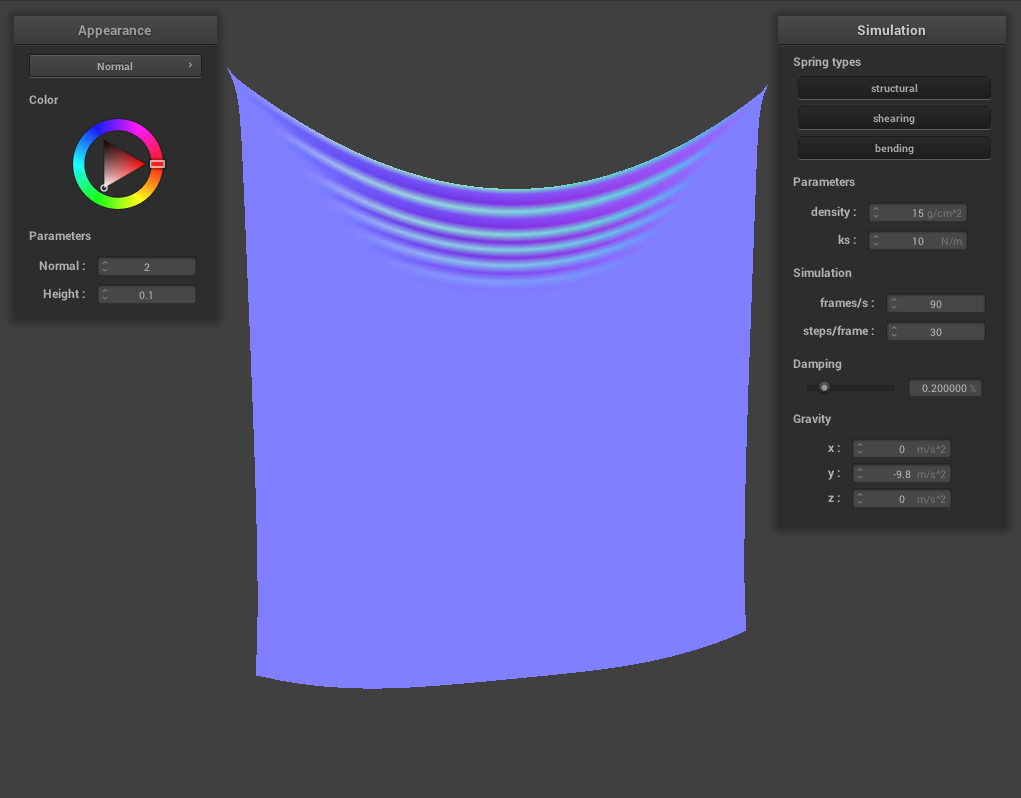 Appearance
Normal
Color
Parameters
Normal : 2
Height : 0.1
Simulation
Spring types
structural
shearing
bending
Parameters
density : 15 g/cm^2
ks : 10 N/m
Simulation
frames/s : 90
steps/frame : 30
Damping
0.200000 %
Gravity
x : 0 m/s^2
y : -9.8 m/s^2
z : 0 m/s^2